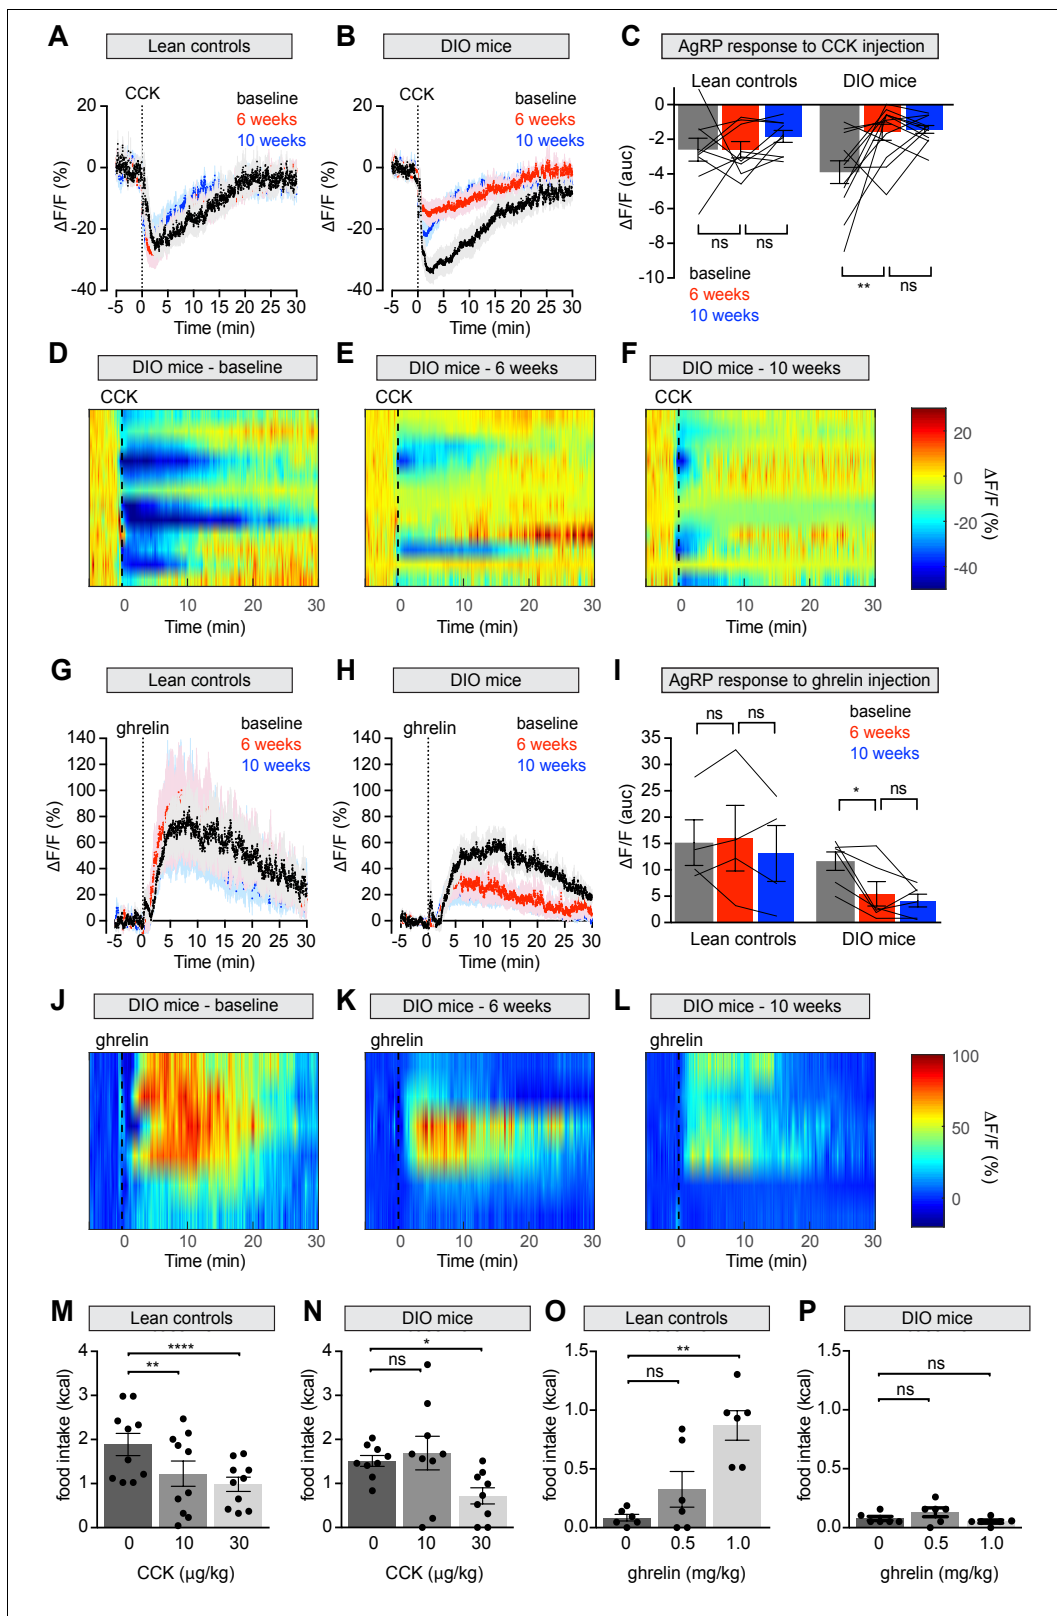 A
Lean controls
CCK
baseline
6 weeks
10 weeks
ΔF/F (%)
20
0
-20
-40
-5 0 5 10 15 20 25 30
Time (min)
B
DIO mice
CCK
baseline
6 weeks
10 weeks
ΔF/F (%)
20
0
-20
-40
-5 0 5 10 15 20 25 30
Time (min)
C
AgRP response to CCK injection
Lean controls
DIO mice
ΔF/F (auc)
0
-2
-4
-6
-8
-10
ns
ns
**
ns
baseline
6 weeks
10 weeks
D
DIO mice - baseline
CCK
0 10 20 30
Time (min)
E
DIO mice - 6 weeks
0 10 20 30
Time (min)
F
DIO mice - 10 weeks
CCK
0 10 20 30
Time (min)
20
0
-20
-40
ΔF/F (%)
G
Lean controls
ghrelin
baseline
6 weeks
10 weeks
ΔF/F (%)
140
120
100
80
60
40
20
0
-5 0 5 10 15 20 25 30
Time (min)
H
DIO mice
ghrelin
baseline
6 weeks
10 weeks
ΔF/F (%)
140
120
100
80
60
40
20
0
-5 0 5 10 15 20 25 30
Time (min)
I
AgRP response to ghrelin injection
ns
ns
baseline
6 weeks
10 weeks
*
ns
ΔF/F (auc)
35
30
25
20
15
10
5
0
Lean controls
DIO mice
J
DIO mice - baseline
ghrelin
0 10 20 30
Time (min)
K
DIO mice - 6 weeks
ghrelin
0 10 20 30
Time (min)
L
DIO mice - 10 weeks
ghrelin
0 10 20 30
Time (min)
100
50
0
ΔF/F (%)
M
Lean controls
****
**
food intake (kcal)
4
3
2
1
0
0 10 30
CCK (µg/kg)
N
DIO mice
*
ns
food intake (kcal)
4
3
2
1
0
0 10 30
CCK (µg/kg)
O
Lean controls
**
ns
food intake (kcal)
1.5
1.0
0.5
0.0
0 0.5 1.0
ghrelin (mg/kg)
P
DIO mice
ns
ns
food intake (kcal)
1.5
1.0
0.5
0.0
0 0.5 1.0
ghrelin (mg/kg)